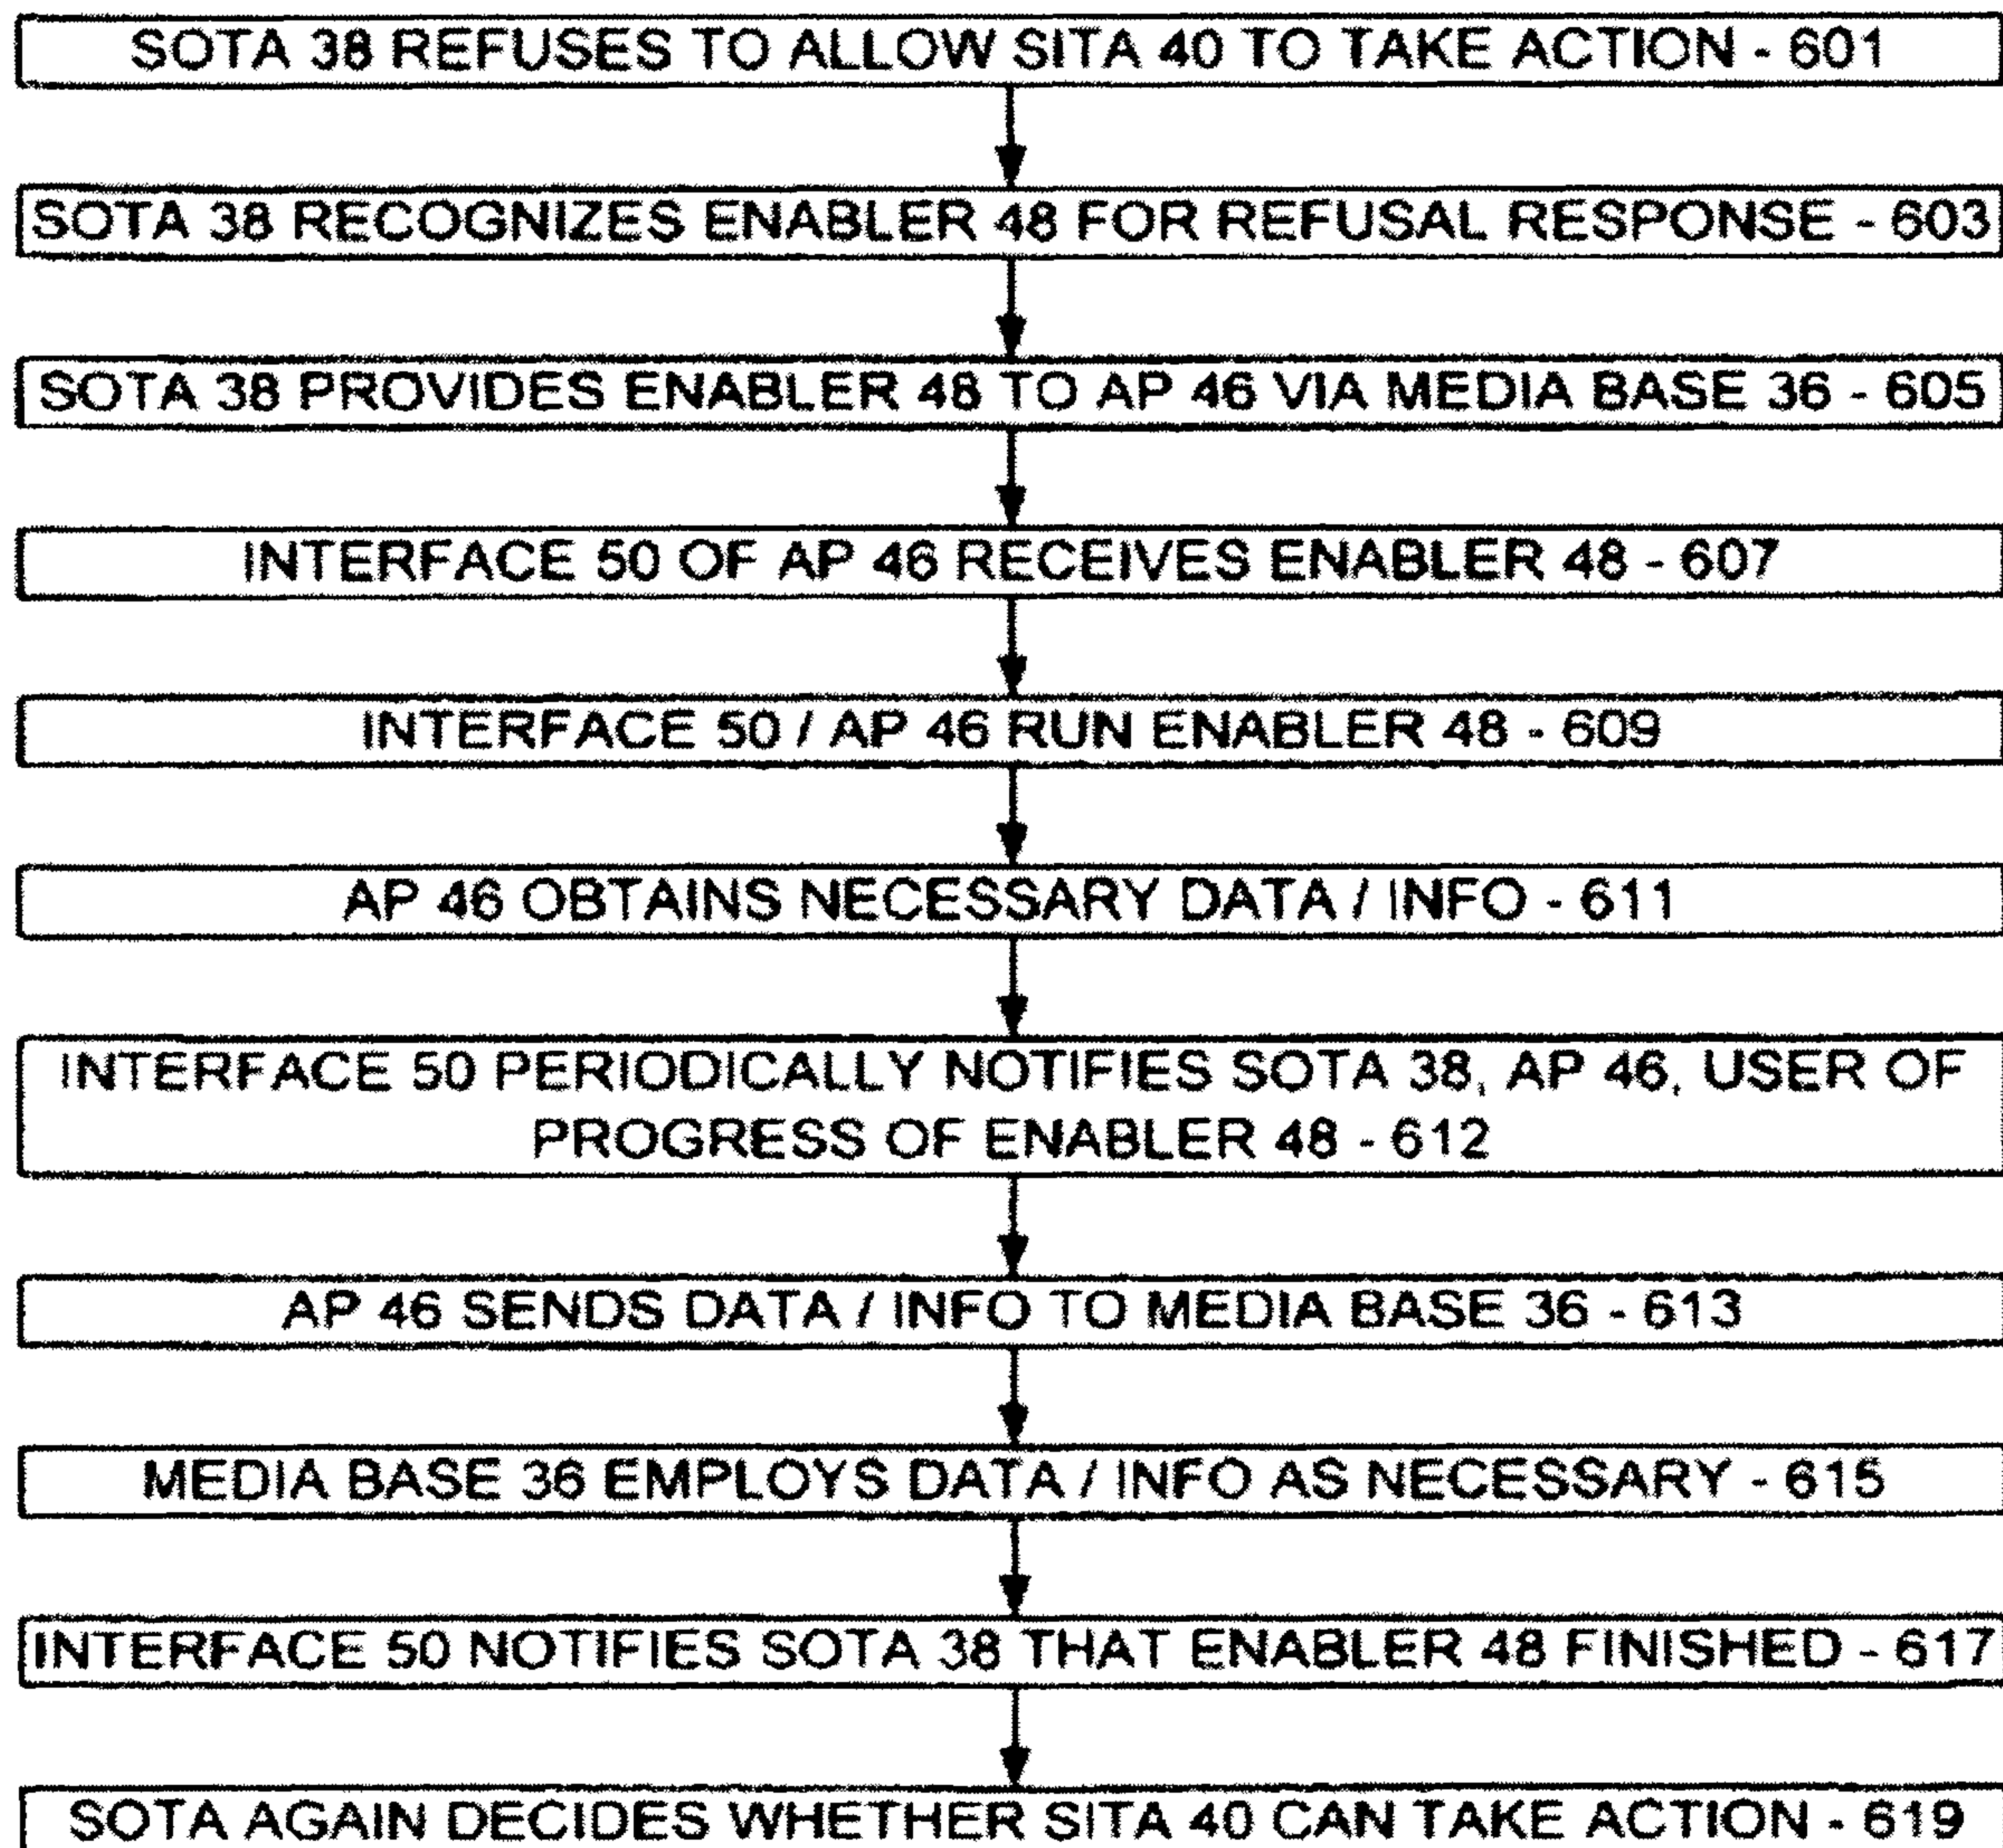 SOTA 38 REFUSES TO ALLOW SITA 40 TO TAKE ACTION - 601
SOTA 38 RECOGNIZES ENABLER 48 FOR REFUSAL RESPONSE - 603
SOTA 38 PROVIDES ENABLER 48 TO AP 46 VIA MEDIA BASE 36 - 605
INTERFACE 50 OF AP 46 RECEIVES ENABLER 48 - 607
INTERFACE 50 / AP 46 RUN ENABLER 48 - 609
AP 46 OBTAINS NECESSARY DATA / INFO - 611
INTERFACE 50 PERIODICALLY NOTIFIES SOTA 38, AP 46, USER OF
PROGRESS OF ENABLER 48 - 612
AP 46 SENDS DATA / INFO TO MEDIA BASE 36 - 613
MEDIA BASE 36 EMPLOYS DATA / INFO AS NECESSARY - 615
INTERFACE 50 NOTIFIES SOTA 38 THAT ENABLER 48 FINISHED - 617
SOTA AGAIN DECIDES WHETHER SITA 40 CAN TAKE ACTION - 619